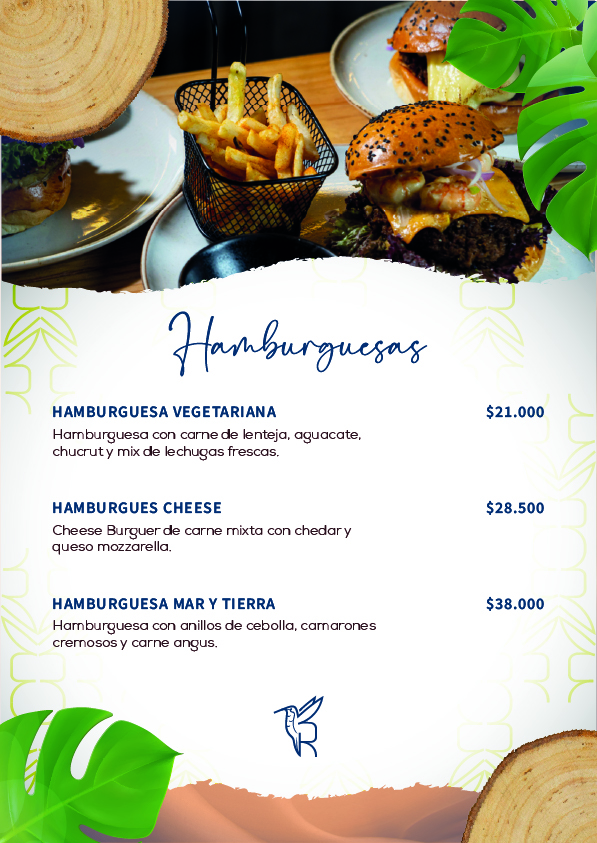 Hamburguesas
HAMBURGUESA VEGETARIANA $21.000
Hamburguesa con carne de lenteja, aguacate,
chucrut y mix de lechugas frescas.
HAMBURGUES CHEESE $28.500
Cheese Burguer de carne mixta con chedar y
queso mozzarella.
HAMBURGUESA MAR Y TIERRA $38.000
Hamburguesa con anillos de cebolla, camarones
cremosos y carne angus.